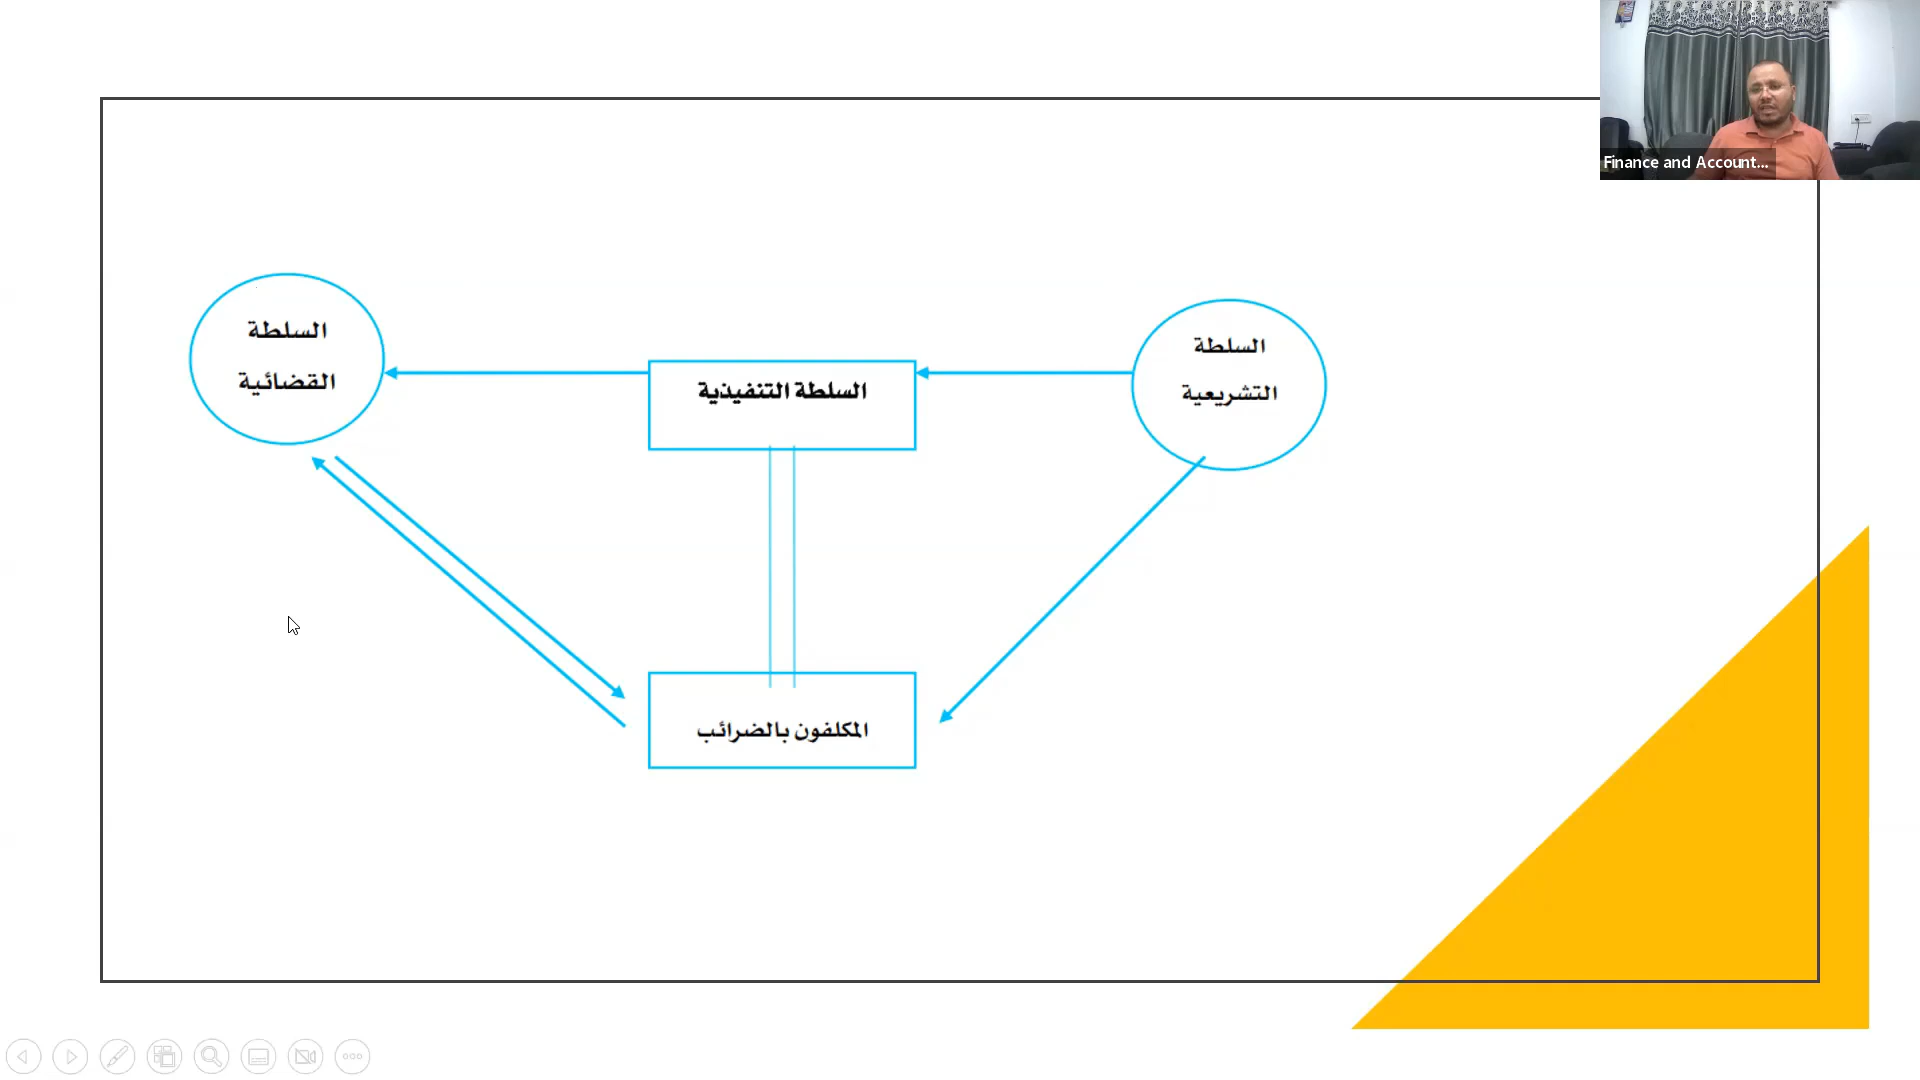 Finance and Account...
السلطة
التشريعية
السلطة التنفيذية
السلطة
القضائية
المكلفون بالضرائب